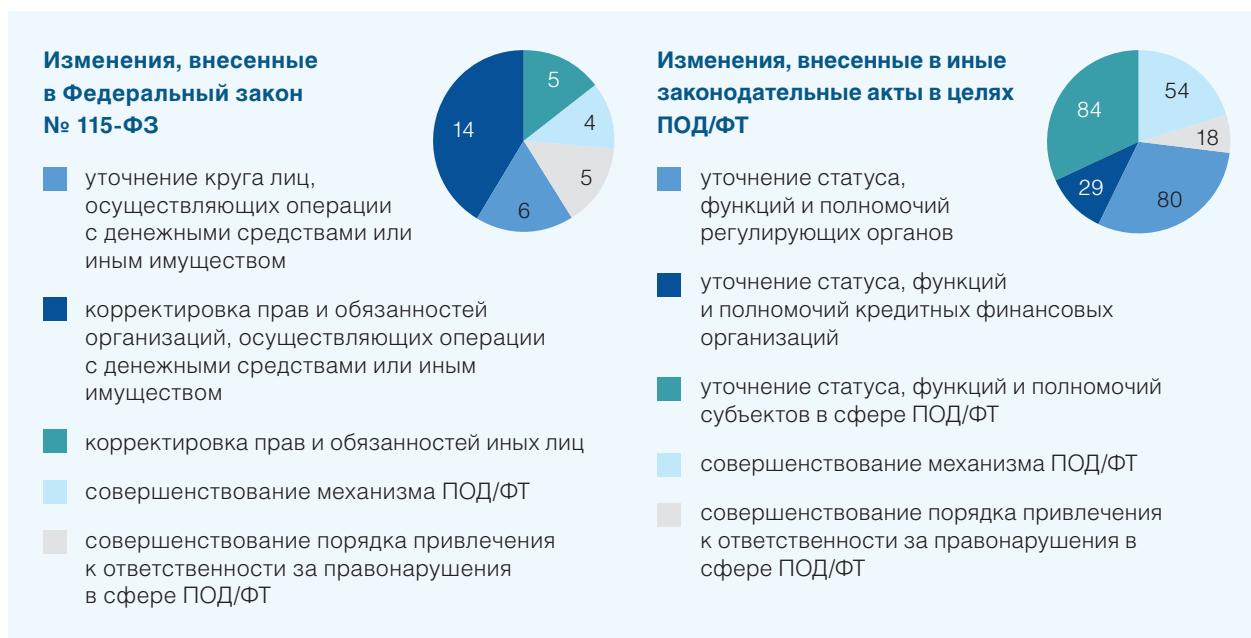 Изменения, внесенные
в Федеральный закон
№ 115-ФЗ
5
4
5
6
14
уточнение круга лиц,
осуществляющих операции
с денежными средствами или
иным имуществом
корректировка прав и обязанностей
организаций, осуществляющих операции
с денежными средствами или иным
имуществом
корректировка прав и обязанностей иных лиц
совершенствование механизма ПОД/ФТ
совершенствование порядка привлечения
к ответственности за правонарушения
в сфере ПОД/ФТ
Изменения, внесенные в иные
законодательные акты в целях
ПОД/ФТ
54
18
80
29
84
уточнение статуса,
функций и полномочий
регулирующих органов
уточнение статуса, функций
и полномочий кредитных финансовых
организаций
уточнение статуса, функций и полномочий
субъектов в сфере ПОД/ФТ
совершенствование механизма ПОД/ФТ
совершенствование порядка привлечения
к ответственности за правонарушения в
сфере ПОД/ФТ